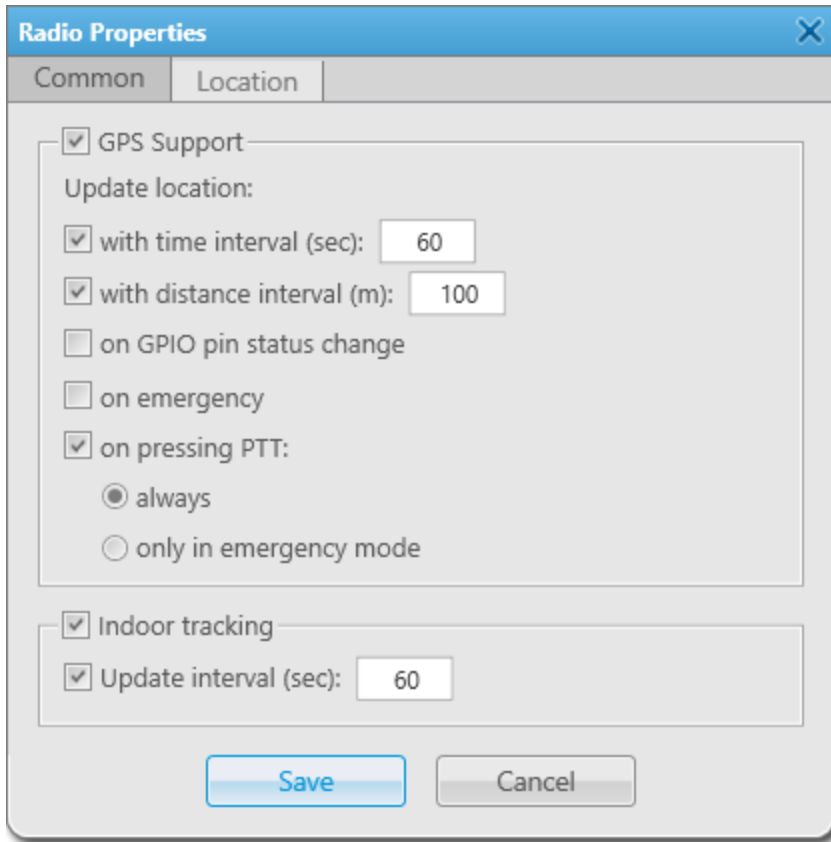 Radio Properties
Common Location
GPS Support
Update location:
with time interval (sec): 60
with distance interval (m): 100
on GPIO pin status change
on emergency
on pressing PTT:
always
only in emergency mode
Indoor tracking
Update interval (sec): 60
Save Cancel